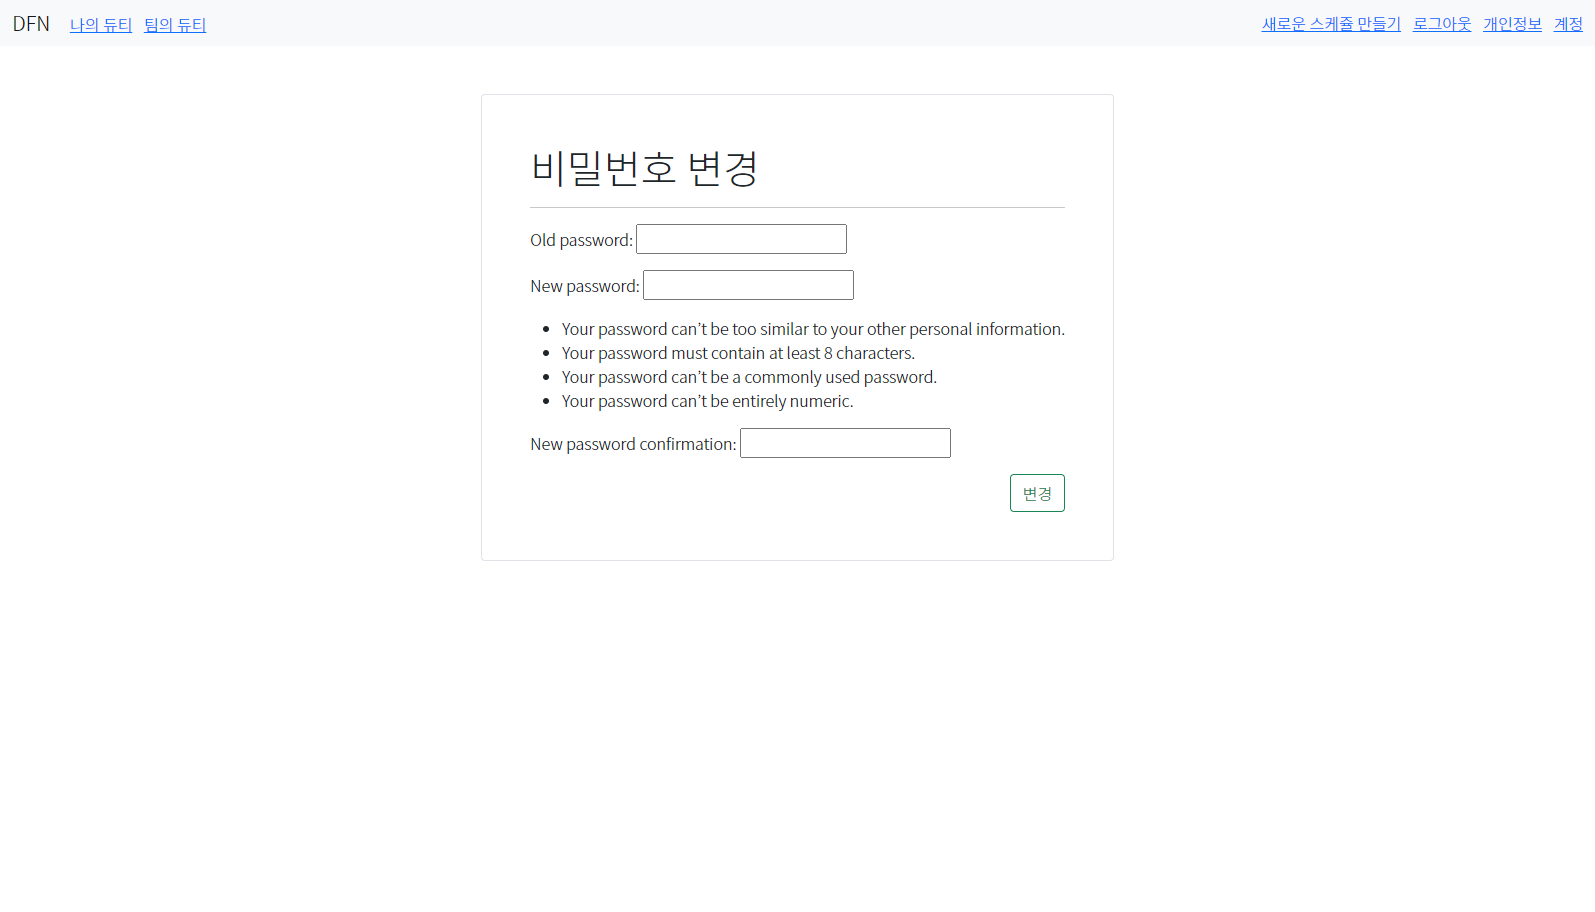 DFN 나의 듀티 팀의 듀티 새로운 스케쥴 만들기 로그아웃 개인정보 계정
비밀번호 변경
Old password:
New password:
• Your password can’t be too similar to your other personal information.
• Your password must contain at least 8 characters.
• Your password can’t be a commonly used password.
• Your password can’t be entirely numeric.
New password confirmation:
변경